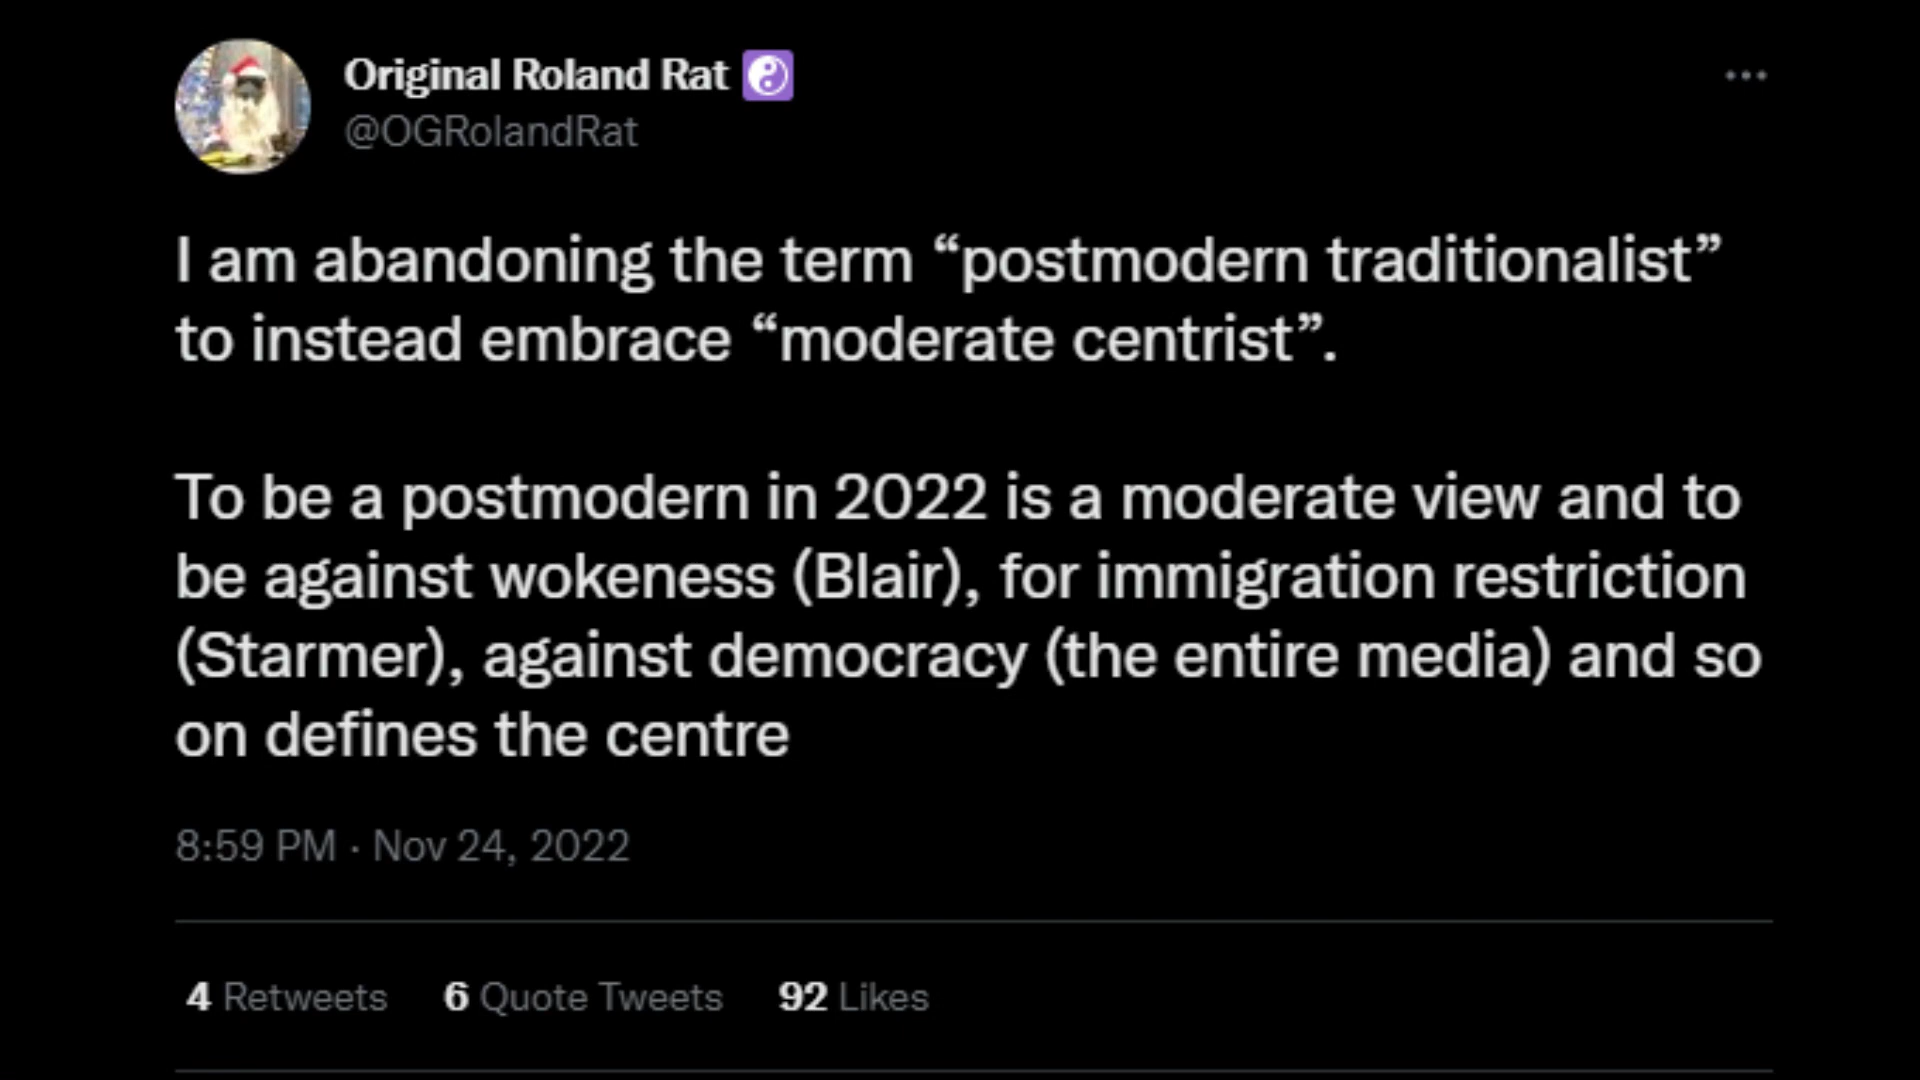 Original Roland Rat ☯
@OGRolandRat
I am abandoning the term “postmodern traditionalist”
to instead embrace “moderate centrist”.
To be a postmodern in 2022 is a moderate view and to
be against wokeness (Blair), for immigration restriction
(Starmer), against democracy (the entire media) and so
on defines the centre
8:59 PM · Nov 24, 2022
4 Retweets 6 Quote Tweets 92 Likes